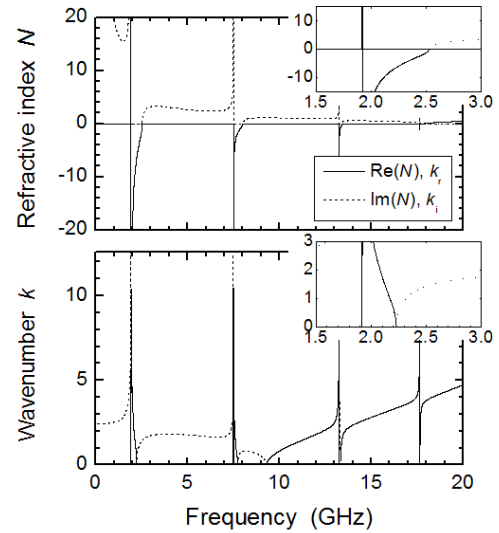 Refractive index N
20
10
0
-10
-20
10
0
-10
1.5 2.0 2.5 3.0
Re(N), kr
Im(N), ki
Wavenumber k
10
5
0
3
2
1
0
1.5 2.0 2.5 3.0
0 5 10 15 20
Frequency (GHz)